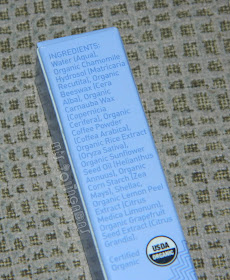 INGREDIENTS:
Water (Aqua),
Organic Chamomile
Hydrosol (Matricaria
Recutita), Organic
Beeswax (Cera
Alba), Organic
Carnauba Wax
(Copernicia
Cerifera), Organic
Coffee Powder
(Coffea Arabica),
Organic Rice Extract
(Oryza Sativa),
Organic Sunflower
Seed Oil (Helianthus
Annuus), Organic
Corn Starch (Zea
Mays), Shellac,
Organic Lemon Peel
Extract (Citrus
Medica Limonum),
Organic Grapefruit
Seed Extract (Citrus
Grandis).
Certified
Organic
USDA
ORGANIC